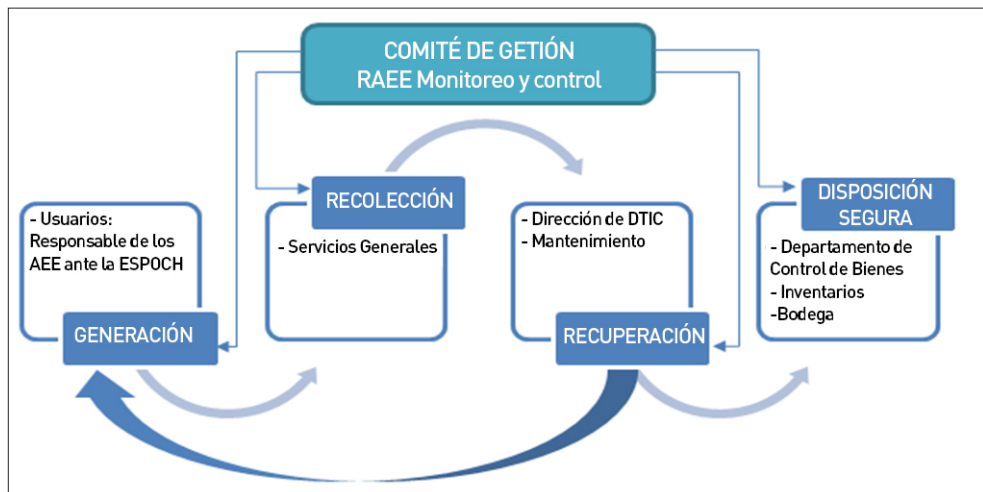 COMITÉ DE GETIÓN
RAEE Monitoreo y control
- Usuarios:
Responsable de los
AEE ante la ESPOCH
GENERACIÓN
RECOLECCIÓN
- Servicios Generales
- Dirección de DTIC
- Mantenimiento
RECUPERACIÓN
DISPOSICIÓN
SEGURA
- Departamento de
Control de Bienes
- Inventarios
-Bodega